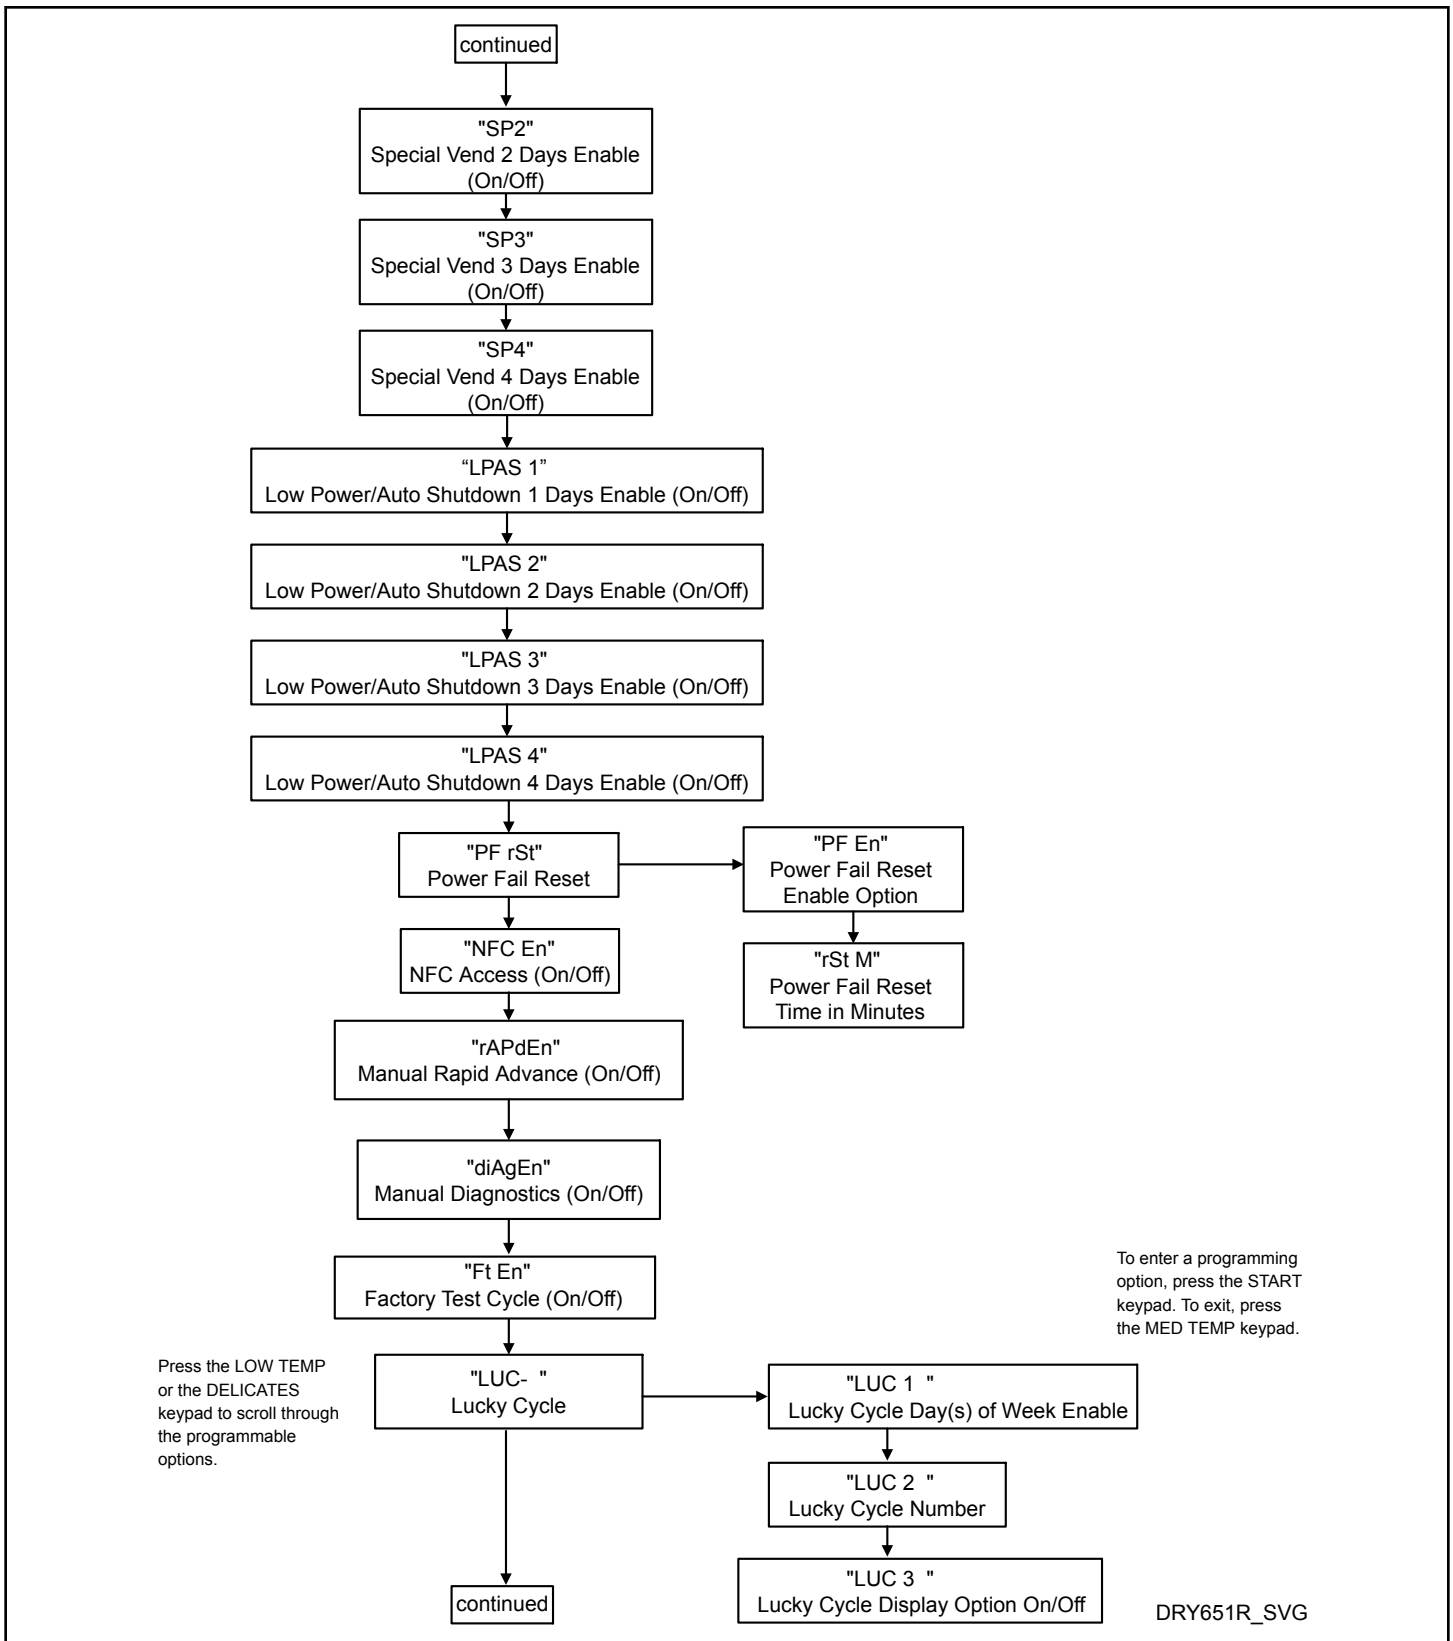 continued
"SP2"
Special Vend 2 Days Enable
(On/Off)
"SP3"
Special Vend 3 Days Enable
(On/Off)
"SP4"
Special Vend 4 Days Enable
(On/Off)
“LPAS 1”
Low Power/Auto Shutdown 1 Days Enable (On/Off)
"LPAS 2"
Low Power/Auto Shutdown 2 Days Enable (On/Off)
"LPAS 3"
Low Power/Auto Shutdown 3 Days Enable (On/Off)
"LPAS 4"
Low Power/Auto Shutdown 4 Days Enable (On/Off)
"PF rSt"
Power Fail Reset
"PF En"
Power Fail Reset
Enable Option
"rSt M"
Power Fail Reset
Time in Minutes
"NFC En"
NFC Access (On/Off)
"rAPdEn"
Manual Rapid Advance (On/Off)
"diAgEn"
Manual Diagnostics (On/Off)
"Ft En"
Factory Test Cycle (On/Off)
To enter a programming
option, press the START
keypad. To exit, press
the MED TEMP keypad.
Press the LOW TEMP
or the DELICATES
keypad to scroll through
the programmable
options.
"LUC-  "
Lucky Cycle
"LUC 1  "
Lucky Cycle Day(s) of Week Enable
"LUC 2  "
Lucky Cycle Number
"LUC 3  "
Lucky Cycle Display Option On/Off
continued
DRY651R_SVG